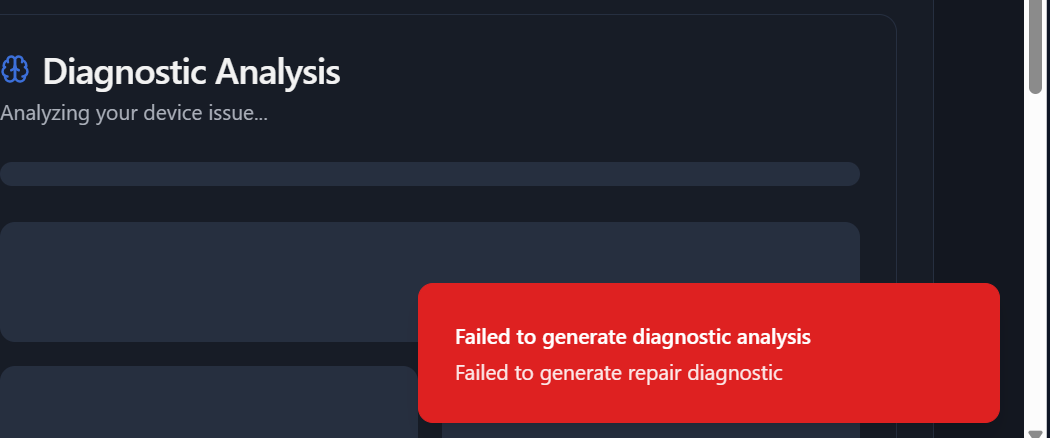 Diagnostic Analysis
Analyzing your device issue...
Failed to generate diagnostic analysis
Failed to generate repair diagnostic